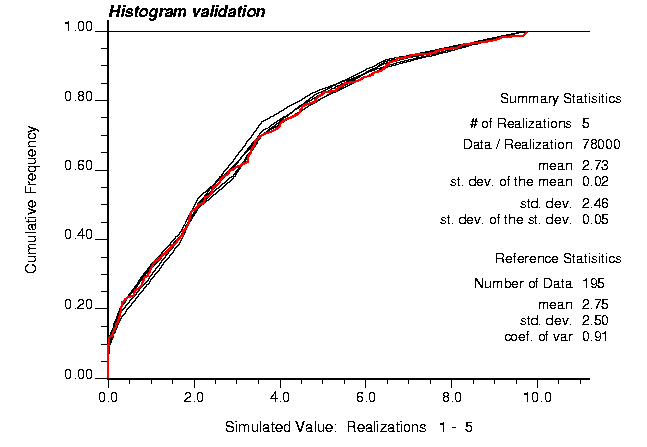 Histogram validation
Cumulative Frequency
1.00
0.80
0.60
0.40
0.20
0.00
0.0 2.0 4.0 6.0 8.0 10.0
Simulated Value: Realizations 1 - 5
Summary Statisitics
# of Realizations 5
Data / Realization 78000
mean 2.73
st. dev. of the mean 0.02
std. dev. 2.46
st. dev. of the st. dev. 0.05
Reference Statisitics
Number of Data 195
mean 2.75
std. dev. 2.50
coef. of var 0.91